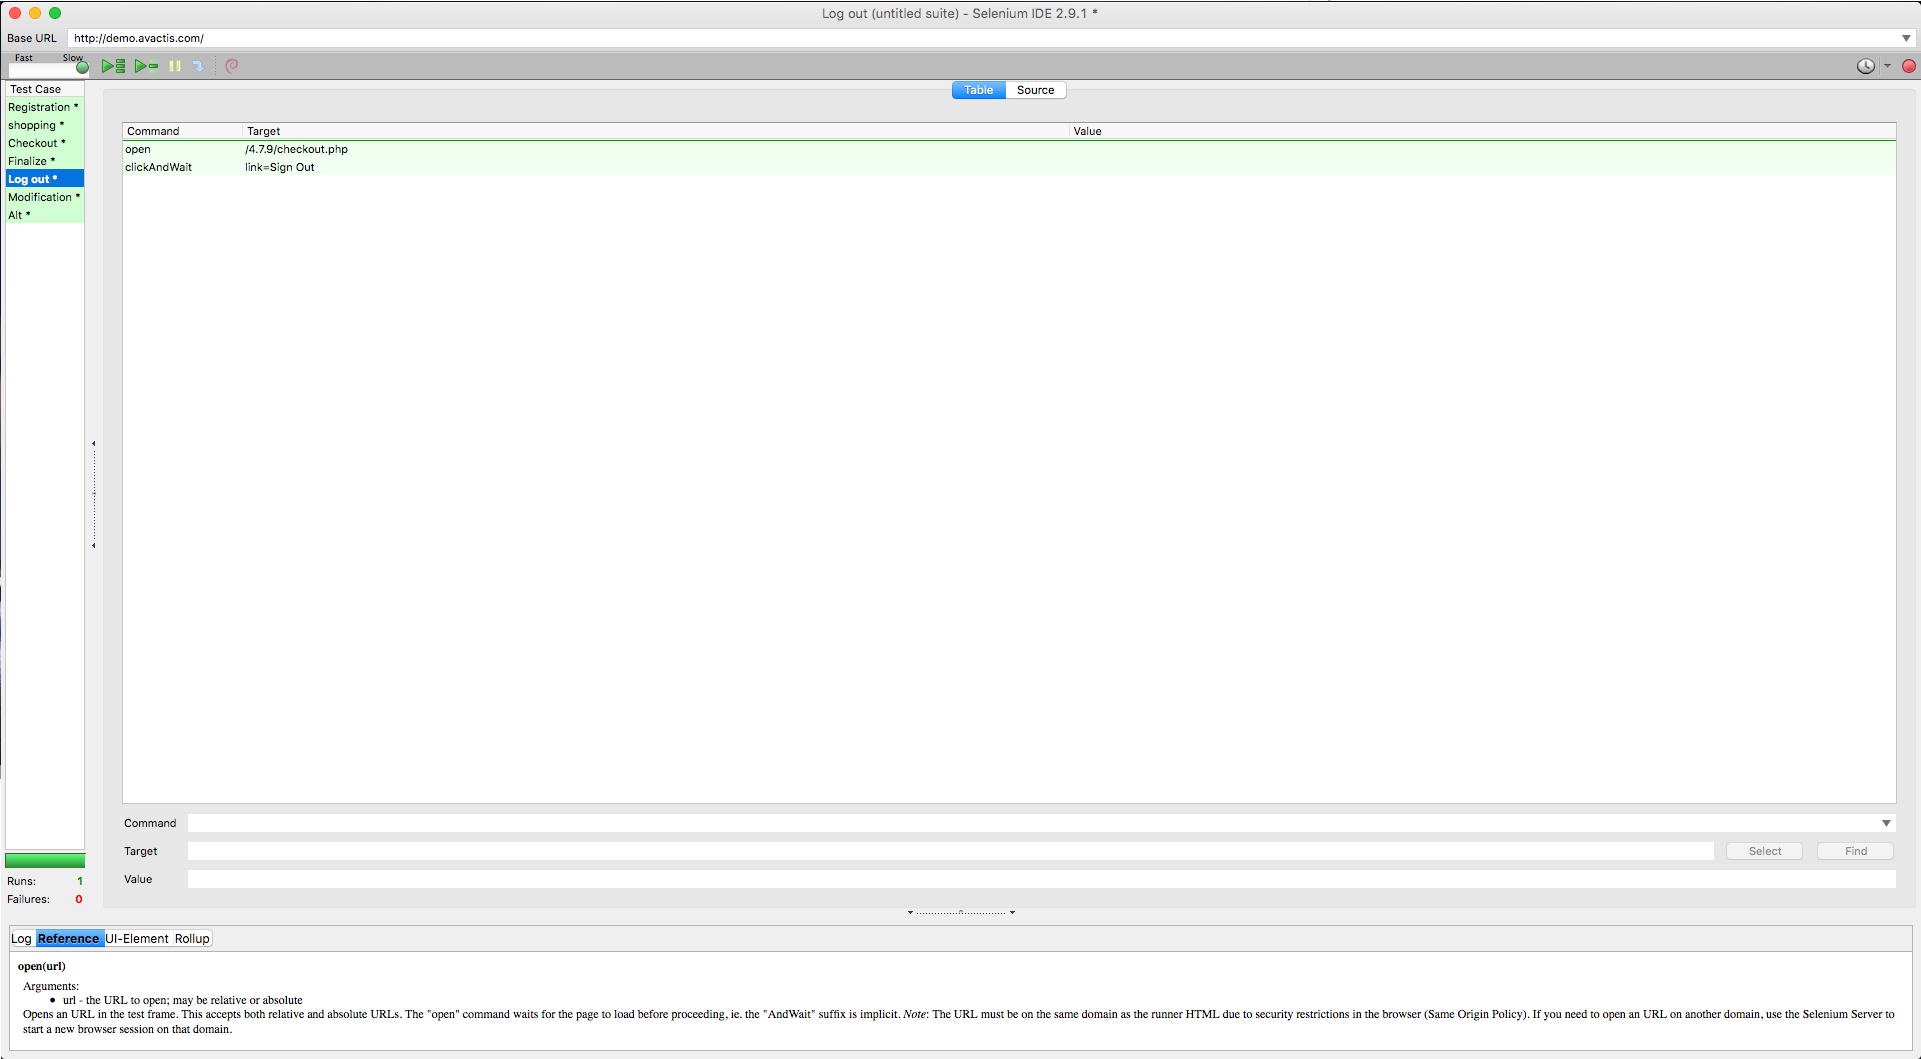 Log out (untitled suite) - Selenium IDE 2.9.1 *
Base URL http://demo.avactis.com/
Fast Slow
Table Source
Test Case
Registration *
shopping *
Checkout *
Finalize *
Log out *
Modification *
Alt *
Command Target Value
open /4.7.9/checkout.php
clickAndWait link=Sign Out
Command
Target Select Find
Value
Runs: 1
Failures: 0
Log Reference UI-Element Rollup
open(url)
Arguments:
• url - the URL to open; may be relative or absolute
Opens an URL in the test frame. This accepts both relative and absolute URLs. The "open" command waits for the page to load before proceeding, ie. the "AndWait" suffix is implicit. Note: The URL must be on the same domain as the runner HTML due to security restrictions in the browser (Same Origin Policy). If you need to open an URL on another domain, use the Selenium Server to
start a new browser session on that domain.